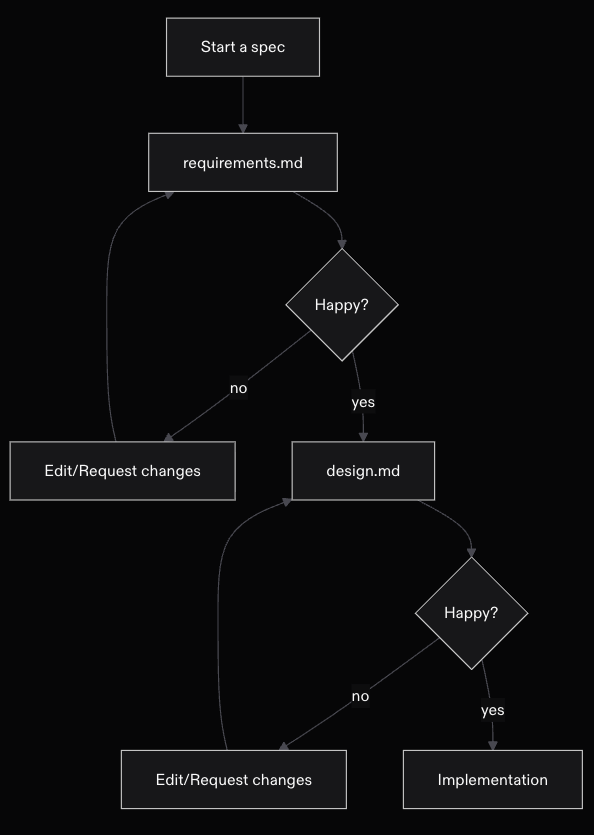 Start a spec
requirements.md
Happy?
no
yes
Edit/Request changes
design.md
Happy?
no
yes
Edit/Request changes
Implementation